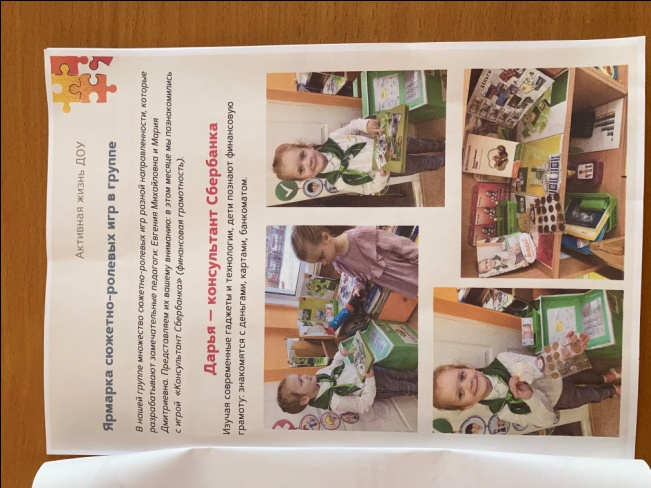 Активная жизнь ДОУ
Ярмарка сюжетно-ролевых игр в группе
В нашей группе множество сюжетно-ролевых игр разной направленности, которые
разрабатывают замечательные педагоги: Евгения Михайловна и Мария
Дмитриевна. Представляем их вашему вниманию: в этом месяце мы познакомились
с игрой «Консультант Сбербанка» (финансовая грамотность).
Дарья — консультант Сбербанка
Изучая современные гаджеты и технологии, дети познают финансовую
грамоту: знакомятся с деньгами, картами, банкоматом.